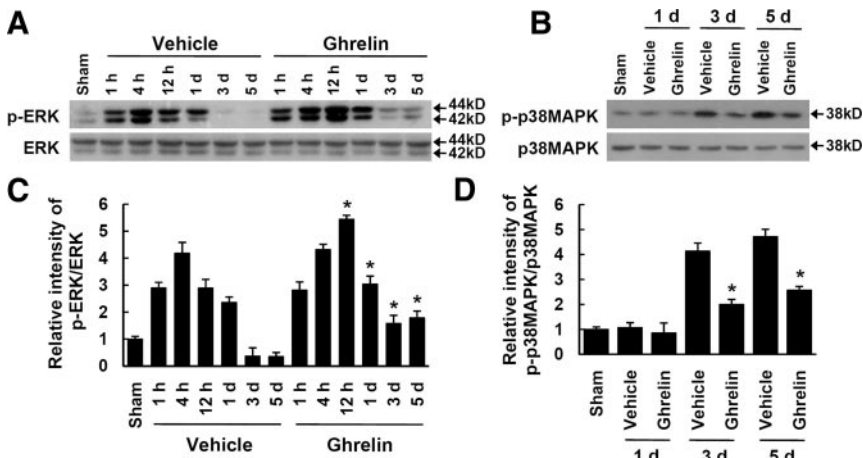 A
Vehicle
Ghrelin
Sham
1 h
4 h
12 h
1 d
3 d
5 d
1 h
4 h
12 h
1 d
3 d
5 d
p-ERK
44kD
42kD
ERK
44kD
42kD
B
1 d
3 d
5 d
Sham
Vehicle
Ghrelin
Vehicle
Ghrelin
Vehicle
Ghrelin
p-p38MAPK
38kD
p38MAPK
38kD
C
Relative intensity of
p-ERK/ERK
6
5
4
3
2
1
0
*
*
*
*
Sham
1 h
4 h
12 h
1 d
3 d
5 d
1 h
4 h
12 h
1 d
3 d
5 d
Vehicle
Ghrelin
D
Relative intensity of
p-p38MAPK/p38MAPK
6
5
4
3
2
1
0
*
*
Sham
Vehicle
Ghrelin
Vehicle
Ghrelin
Vehicle
Ghrelin
1 d
3 d
5 d